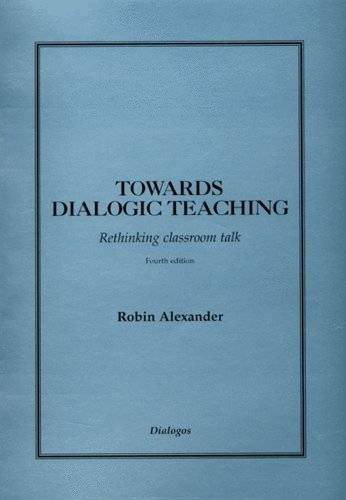 TOWARDS
DIALOGIC TEACHING
Rethinking classroom talk
Fourth edition
Robin Alexander
Dialogos